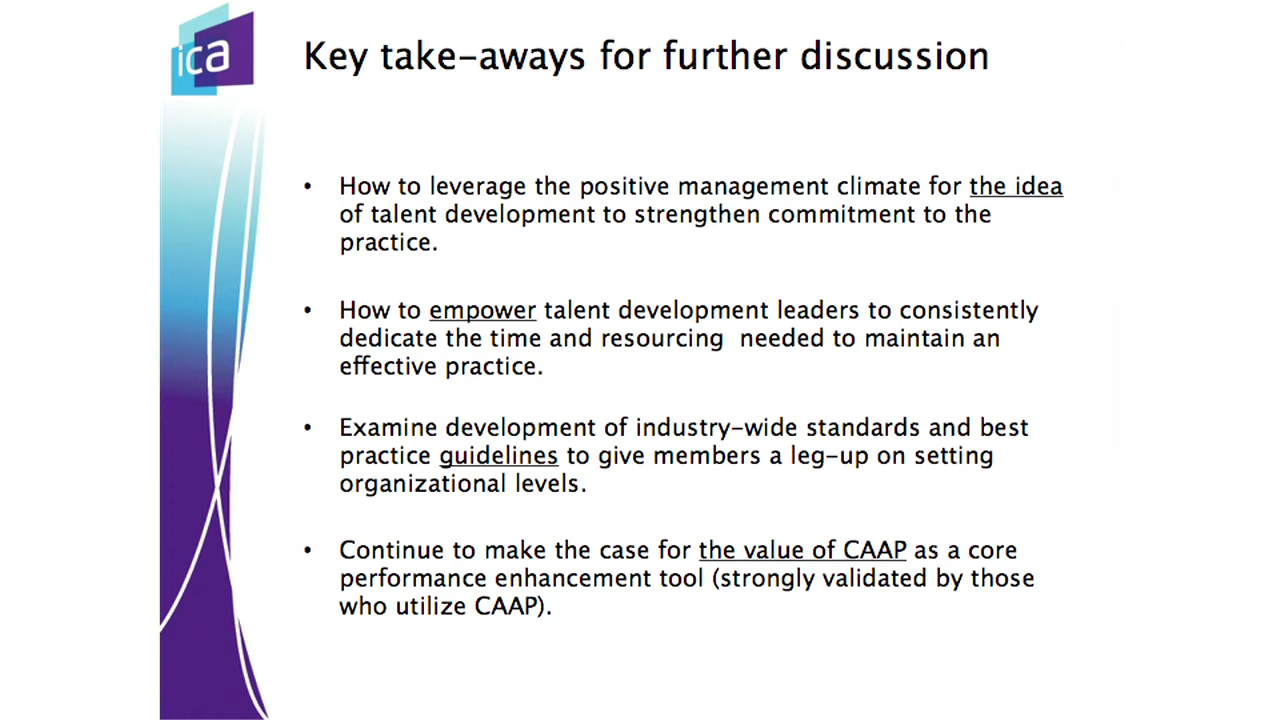 ica
Key take-aways for further discussion
• How to leverage the positive management climate for the idea
of talent development to strengthen commitment to the
practice.
• How to empower talent development leaders to consistently
dedicate the time and resourcing  needed to maintain an
effective practice.
• Examine development of industry-wide standards and best
practice guidelines to give members a leg-up on setting
organizational levels.
• Continue to make the case for the value of CAAP as a core
performance enhancement tool (strongly validated by those
who utilize CAAP).